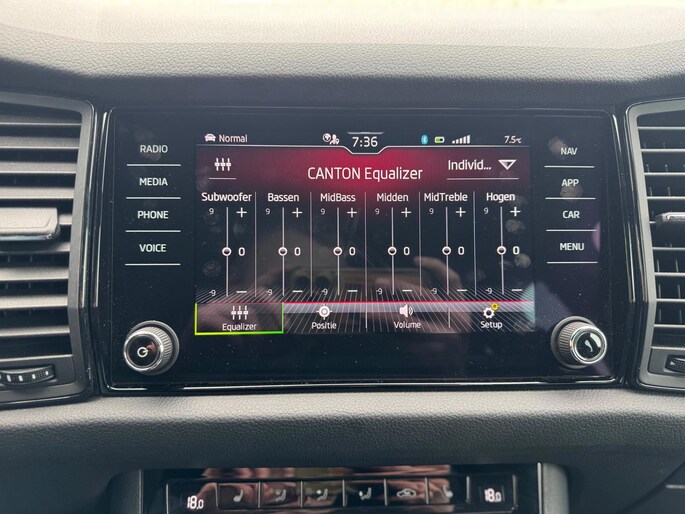 Normal
7:36
7.5°C
RADIO
MEDIA
PHONE
VOICE
NAV
APP
CAR
MENU
CANTON Equalizer
Individ...
Subwoofer Bassen MidBass Midden MidTreble Hogen
9 + 9 + 9 + 9 + 9 + 9 +
0 0 0 0 0 0
-9 − -9 − -9 − -9 − -9 − -9 −
Equalizer Positie Volume Setup
18.0 18.0